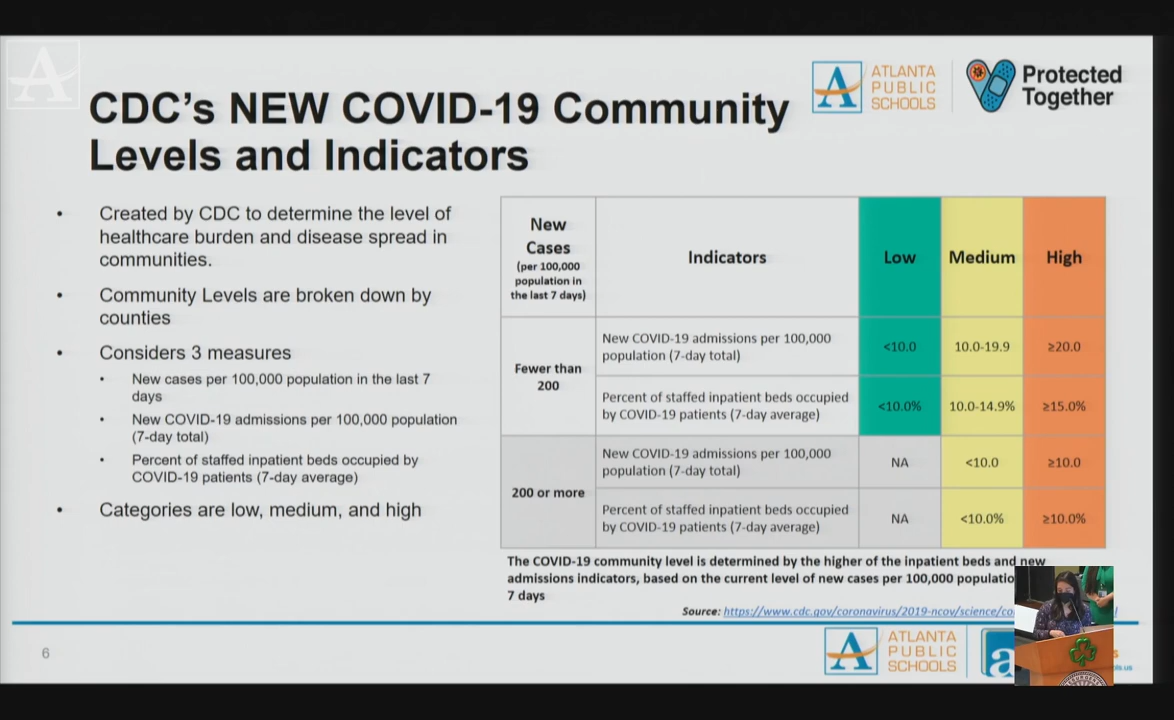 ATLANTA
PUBLIC
SCHOOLS
Protected
Together
CDC's NEW COVID-19 Community
Levels and Indicators
• Created by CDC to determine the level of
healthcare burden and disease spread in
communities.
• Community Levels are broken down by
counties
• Considers 3 measures
• New cases per 100,000 population in the last 7
days
• New COVID-19 admissions per 100,000 population
(7-day total)
• Percent of staffed inpatient beds occupied by
COVID-19 patients (7-day average)
• Categories are low, medium, and high
New
Cases
(per 100,000
population in
the last 7 days)
Indicators
Low
Medium
High
Fewer than
200
New COVID-19 admissions per 100,000
population (7-day total)
<10.0
10.0-19.9
≥20.0
Percent of staffed inpatient beds occupied
by COVID-19 patients (7-day average)
<10.0%
10.0-14.9%
≥15.0%
200 or more
New COVID-19 admissions per 100,000
population (7-day total)
NA
<10.0
≥10.0
Percent of staffed inpatient beds occupied
by COVID-19 patients (7-day average)
NA
<10.0%
≥10.0%
The COVID-19 community level is determined by the higher of the inpatient beds and new
admissions indicators, based on the current level of new cases per 100,000
7 days
Source: https://www.cdc.gov/coronavirus/2019-ncov/science/co
6
ATLANTA
PUBLIC
SCHOOLS
a